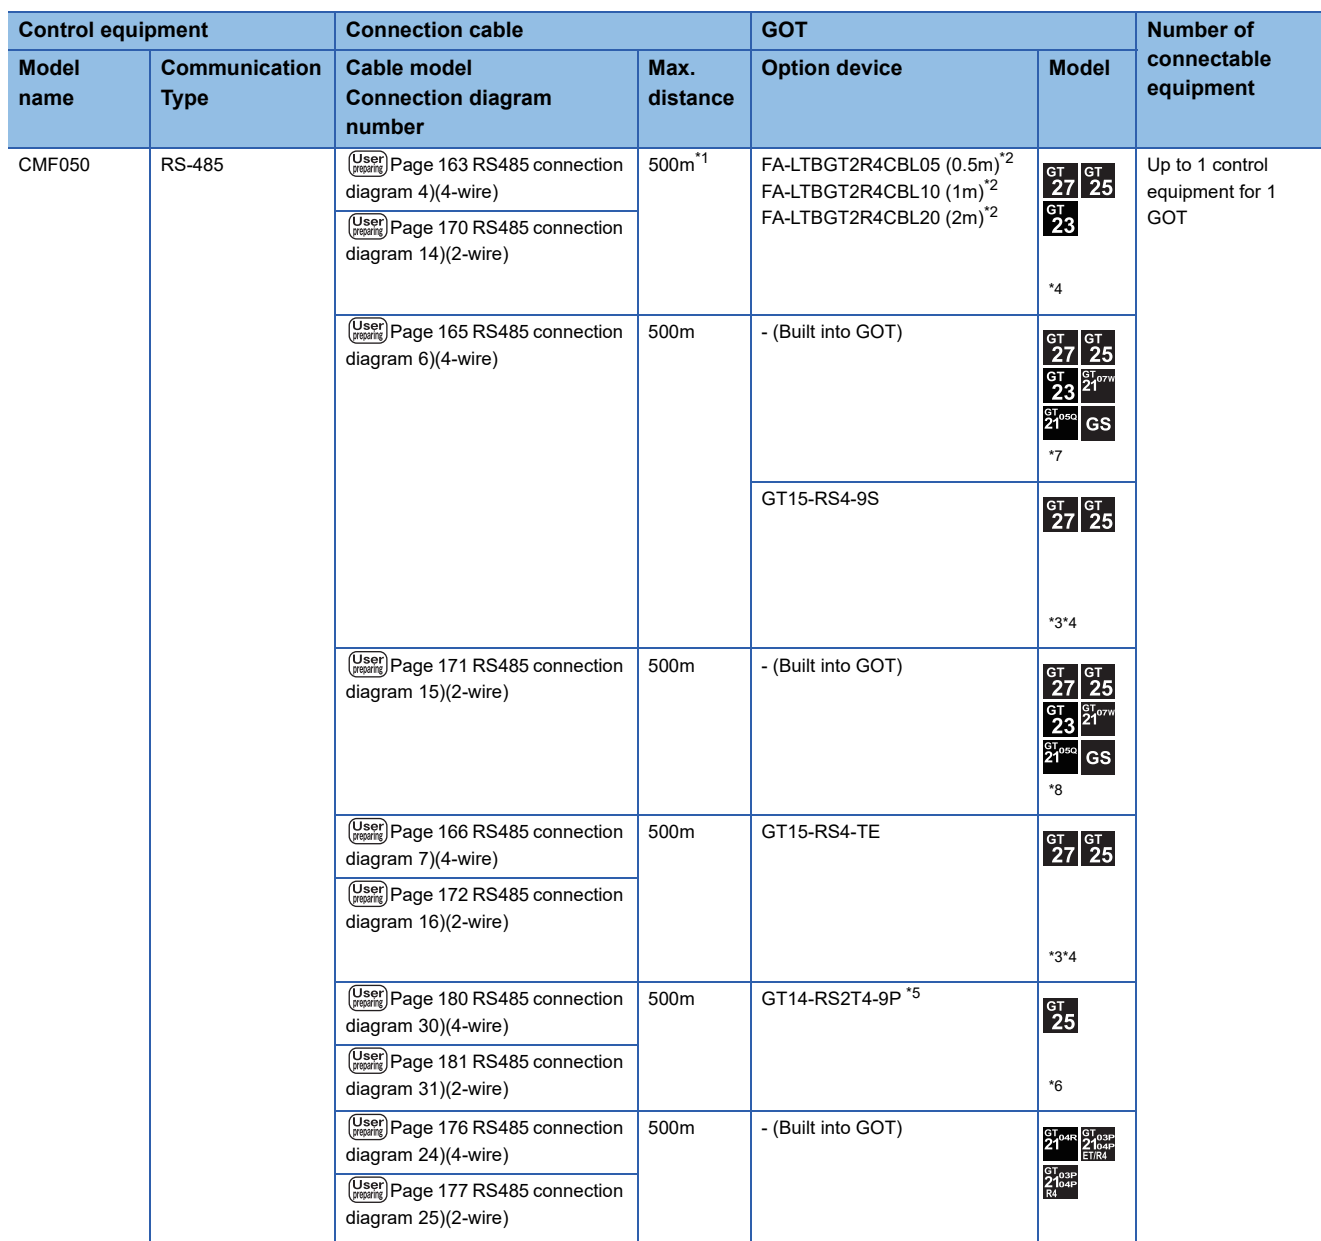 Control equipment
Connection cable
GOT
Number of
connectable
equipment
Model
name
Communication
Type
Cable model
Connection diagram
number
Max.
distance
Option device
Model
CMF050
RS-485
User preparing Page 163 RS485 connection
diagram 4)(4-wire)
500m*1
FA-LTBGT2R4CBL05 (0.5m)*2
FA-LTBGT2R4CBL10 (1m)*2
FA-LTBGT2R4CBL20 (2m)*2
GT 27 GT 25
GT 23
*4
Up to 1 control
equipment for 1
GOT
User preparing Page 170 RS485 connection
diagram 14)(2-wire)
User preparing Page 165 RS485 connection
diagram 6)(4-wire)
500m
- (Built into GOT)
GT 27 GT 25
GT 23 GT 21 07W
GT 21 05Q GS
*7
GT15-RS4-9S
GT 27 GT 25
*3*4
User preparing Page 171 RS485 connection
diagram 15)(2-wire)
500m
- (Built into GOT)
GT 27 GT 25
GT 23 GT 21 07W
GT 21 05Q GS
*8
User preparing Page 166 RS485 connection
diagram 7)(4-wire)
500m
GT15-RS4-TE
GT 27 GT 25
*3*4
User preparing Page 172 RS485 connection
diagram 16)(2-wire)
User preparing Page 180 RS485 connection
diagram 30)(4-wire)
500m
GT14-RS2T4-9P *5
GT 25
*6
User preparing Page 181 RS485 connection
diagram 31)(2-wire)
User preparing Page 176 RS485 connection
diagram 24)(4-wire)
500m
- (Built into GOT)
GT 21 04R GT 21 03P 04P ET/R4
GT 21 03P 04P R4
User preparing Page 177 RS485 connection
diagram 25)(2-wire)